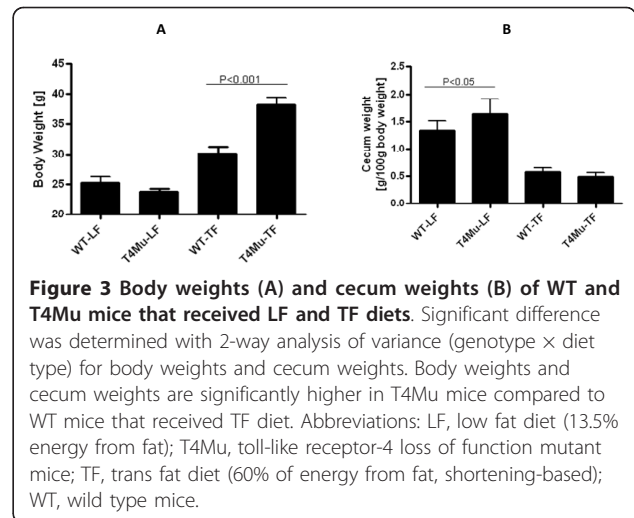 A
B
P<0.001
Body Weight [g]
40
35
30
25
20
WT-LF
T4Mu-LF
WT-TF
T4Mu-TF
P<0.05
Cecum weight
[g/100g body weight]
2.5
2.0
1.5
1.0
0.5
0.0
WT-LF
T4Mu-LF
WT-TF
T4Mu-TF
Figure 3 Body weights (A) and cecum weights (B) of WT and
T4Mu mice that received LF and TF diets. Significant difference
was determined with 2-way analysis of variance (genotype × diet
type) for body weights and cecum weights. Body weights and
cecum weights are significantly higher in T4Mu mice compared to
WT mice that received TF diet. Abbreviations: LF, low fat diet (13.5%
energy from fat); T4Mu, toll-like receptor-4 loss of function mutant
mice; TF, trans fat diet (60% of energy from fat, shortening-based);
WT, wild type mice.